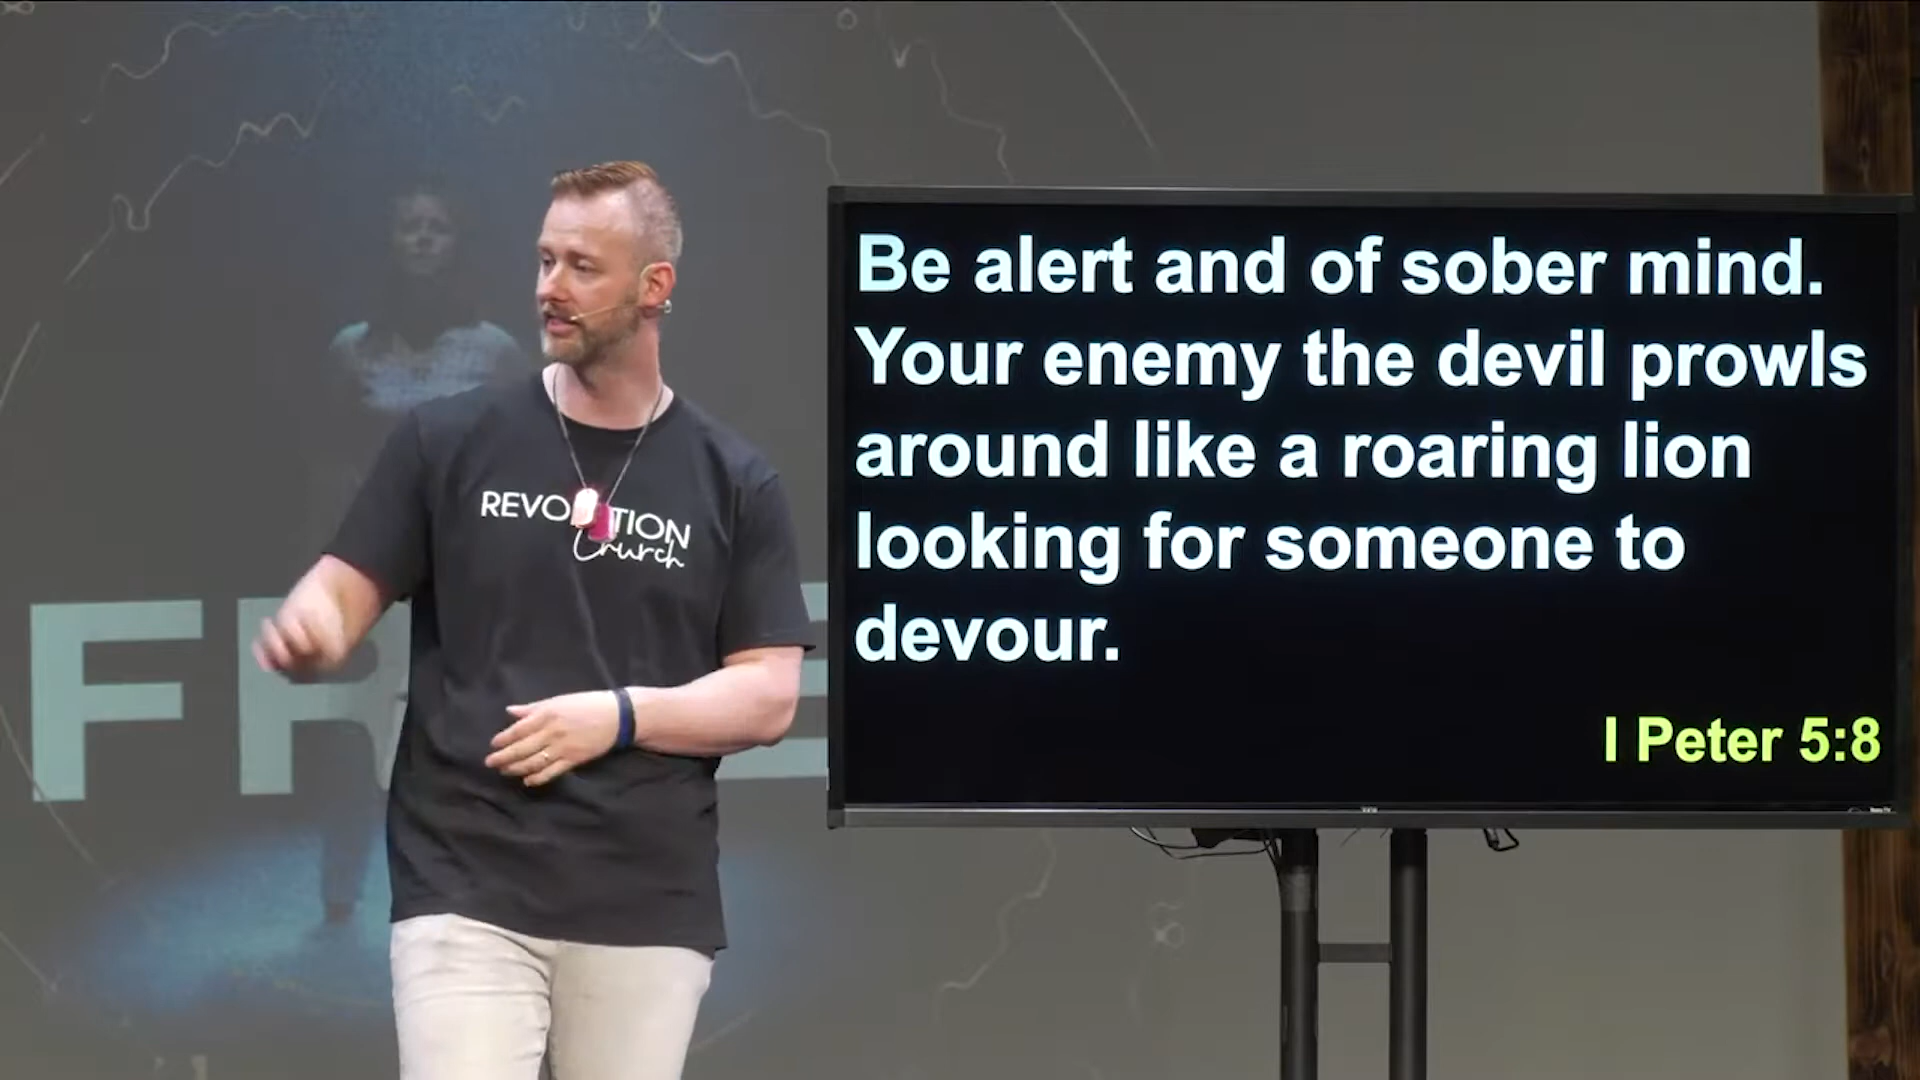 Be alert and of sober mind.
Your enemy the devil prowls
around like a roaring lion
looking for someone to
devour.
I Peter 5:8
REVO TION
Church